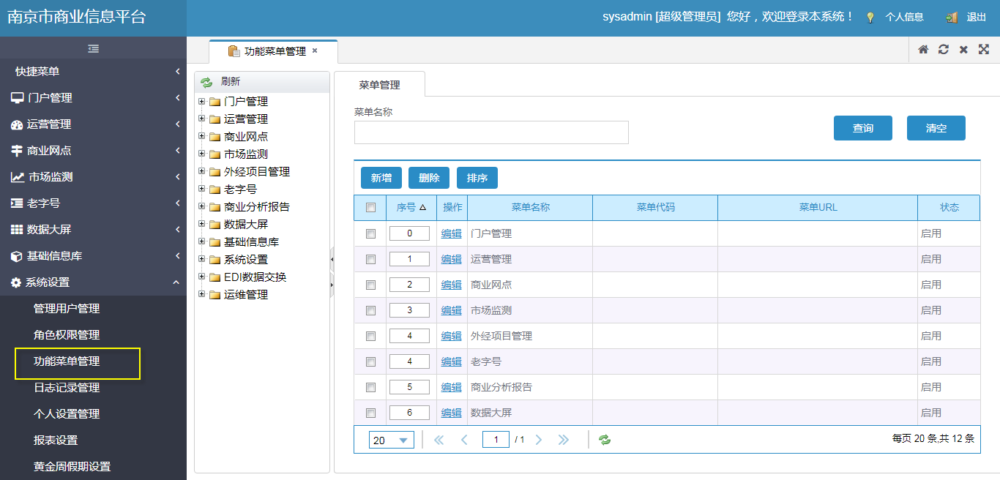 南京市商业信息平台
sysadmin [超级管理员] 您好，欢迎登录本系统！ 个人信息 退出
功能菜单管理
快捷菜单
门户管理
运营管理
商业网点
市场监测
老字号
数据大屏
基础信息库
系统设置
管理用户管理
角色权限管理
功能菜单管理
日志记录管理
个人设置管理
报表设置
黄金周假期设置
刷新
门户管理
运营管理
商业网点
市场监测
外经项目管理
老字号
商业分析报告
数据大屏
基础信息库
系统设置
EDI数据交换
运维管理
菜单管理
菜单名称
查询 清空
新增 删除 排序
序号 操作 菜单名称 菜单代码 菜单URL 状态
0 编辑 门户管理 启用
1 编辑 运营管理 启用
2 编辑 商业网点 启用
3 编辑 市场监测 启用
4 编辑 外经项目管理 启用
4 编辑 老字号 启用
5 编辑 商业分析报告 启用
6 编辑 数据大屏 启用
20 1 / 1 每页 20 条,共 12 条